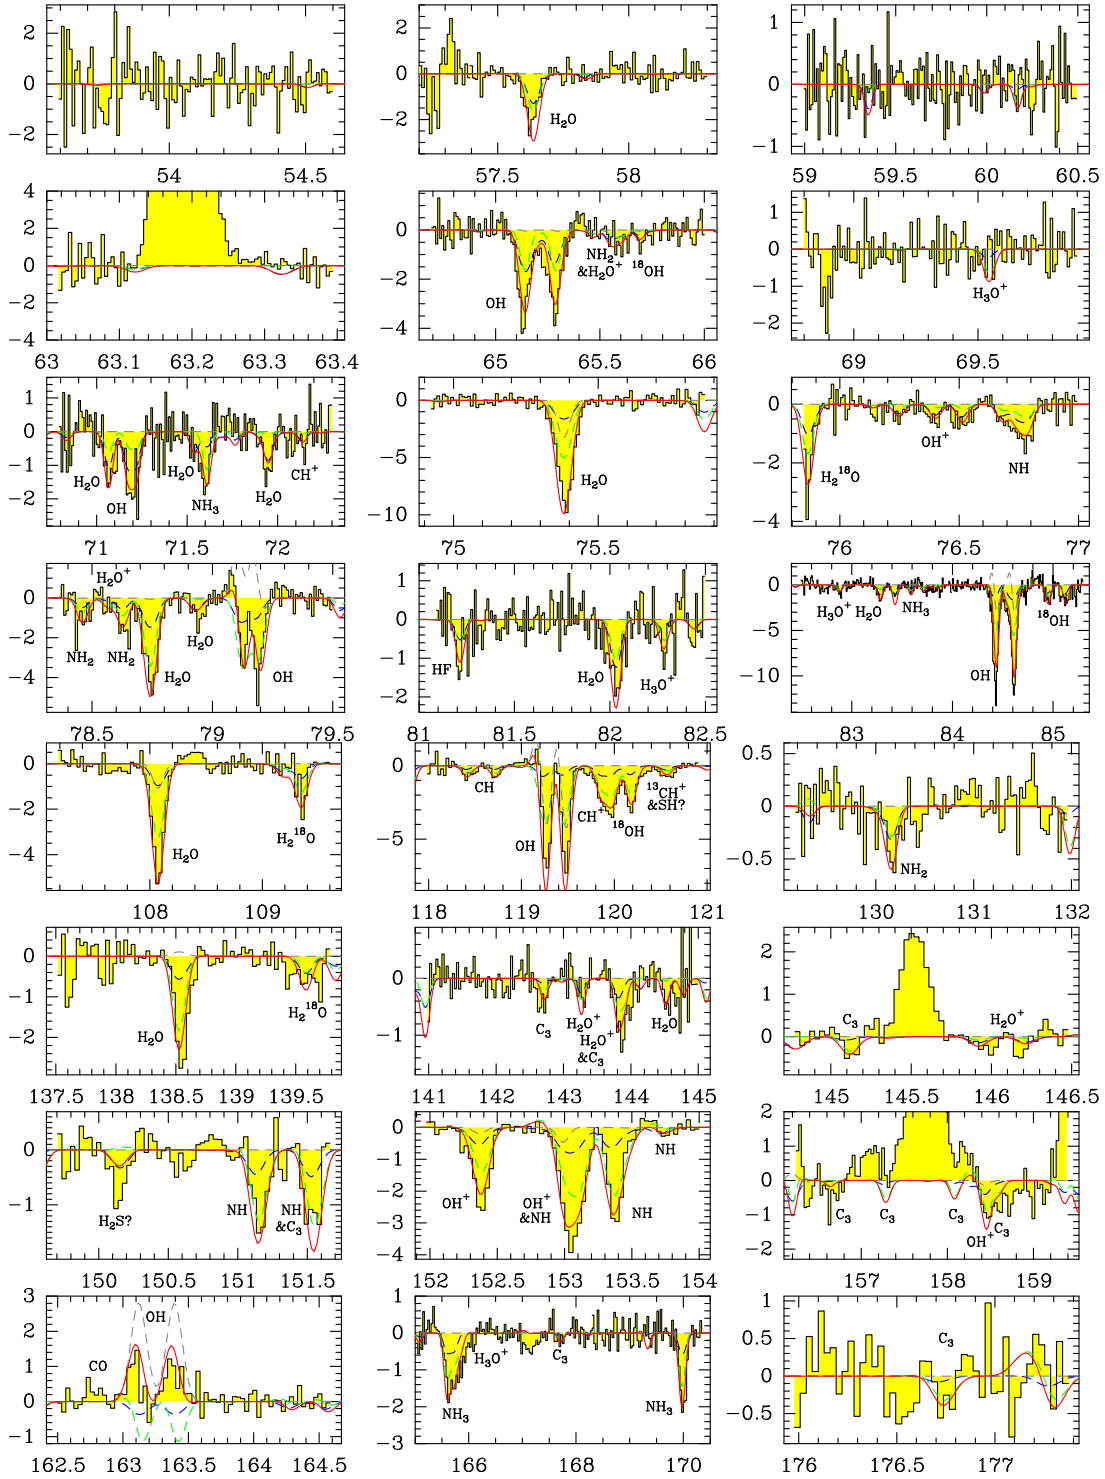 2
0
−2
54
54.5
2
0
−2
H₂O
57.5
58
1
0
−1
59
59.5
60
60.5
4
2
0
−2
−4
63
63.1
63.2
63.3
63.4
0
−2
−4
OH
NH₂
&H₂O⁺
¹⁸OH
65
65.5
66
1
0
−1
−2
H₃O⁺
69
69.5
1
0
−1
−2
H₂O
OH
H₂O
NH₃
H₂O
CH⁺
71
71.5
72
0
−5
−10
H₂O
75
75.5
0
−2
−4
H₂¹⁸O
OH⁺
NH
76
76.5
77
0
−2
−4
H₂O⁺
NH₂
NH₂
H₂O
H₂O
OH
78.5
79
79.5
1
0
−1
−2
HF
H₂O
H₃O⁺
81
81.5
82
82.5
0
−5
−10
H₃O⁺
H₂O
NH₃
OH
¹⁸OH
83
84
85
0
−2
−4
H₂O
H₂¹⁸O
108
109
0
−5
CH
OH
CH⁺
¹⁸OH
¹³CH⁺
&SH?
118
119
120
121
0.5
0
−0.5
NH₂
130
131
132
0
−1
−2
H₂O
H₂¹⁸O
137.5
138
138.5
139
139.5
0
−1
C₃
H₂O⁺
H₂O⁺
&C₃
H₂O
141
142
143
144
145
2
1
0
C₃
H₂O⁺
145
145.5
146
146.5
0
−1
H₂S?
NH
NH
&C₃
150
150.5
151
151.5
0
−1
−2
−3
−4
OH⁺
OH⁺
&NH
NH
NH
152
152.5
153
153.5
154
2
1
0
−1
−2
C₃
C₃
C₃
OH⁺
C₃
157
158
159
3
2
1
0
−1
CO
OH
162.5
163
163.5
164
164.5
1
0
−1
−2
−3
NH₃
H₃O⁺
C₃
NH₃
166
168
170
1
0.5
0
−0.5
C₃
176
176.5
177